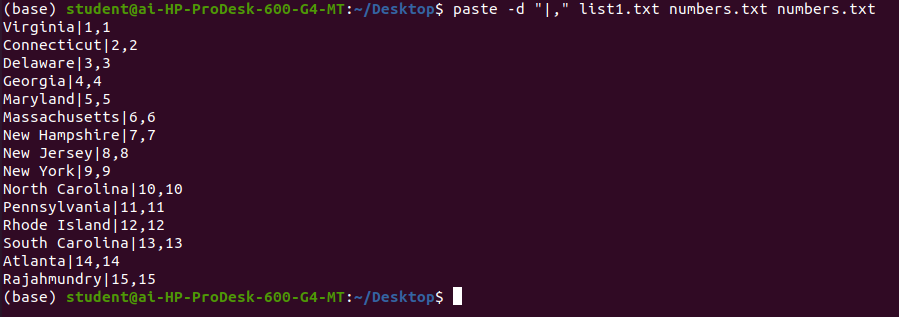 (base) student@ai-HP-ProDesk-600-G4-MT:~/Desktop$ paste -d "|," list1.txt numbers.txt numbers.txt
Virginia|1,1
Connecticut|2,2
Delaware|3,3
Georgia|4,4
Maryland|5,5
Massachusetts|6,6
New Hampshire|7,7
New Jersey|8,8
New York|9,9
North Carolina|10,10
Pennsylvania|11,11
Rhode Island|12,12
South Carolina|13,13
Atlanta|14,14
Rajahmundry|15,15
(base) student@ai-HP-ProDesk-600-G4-MT:~/Desktop$